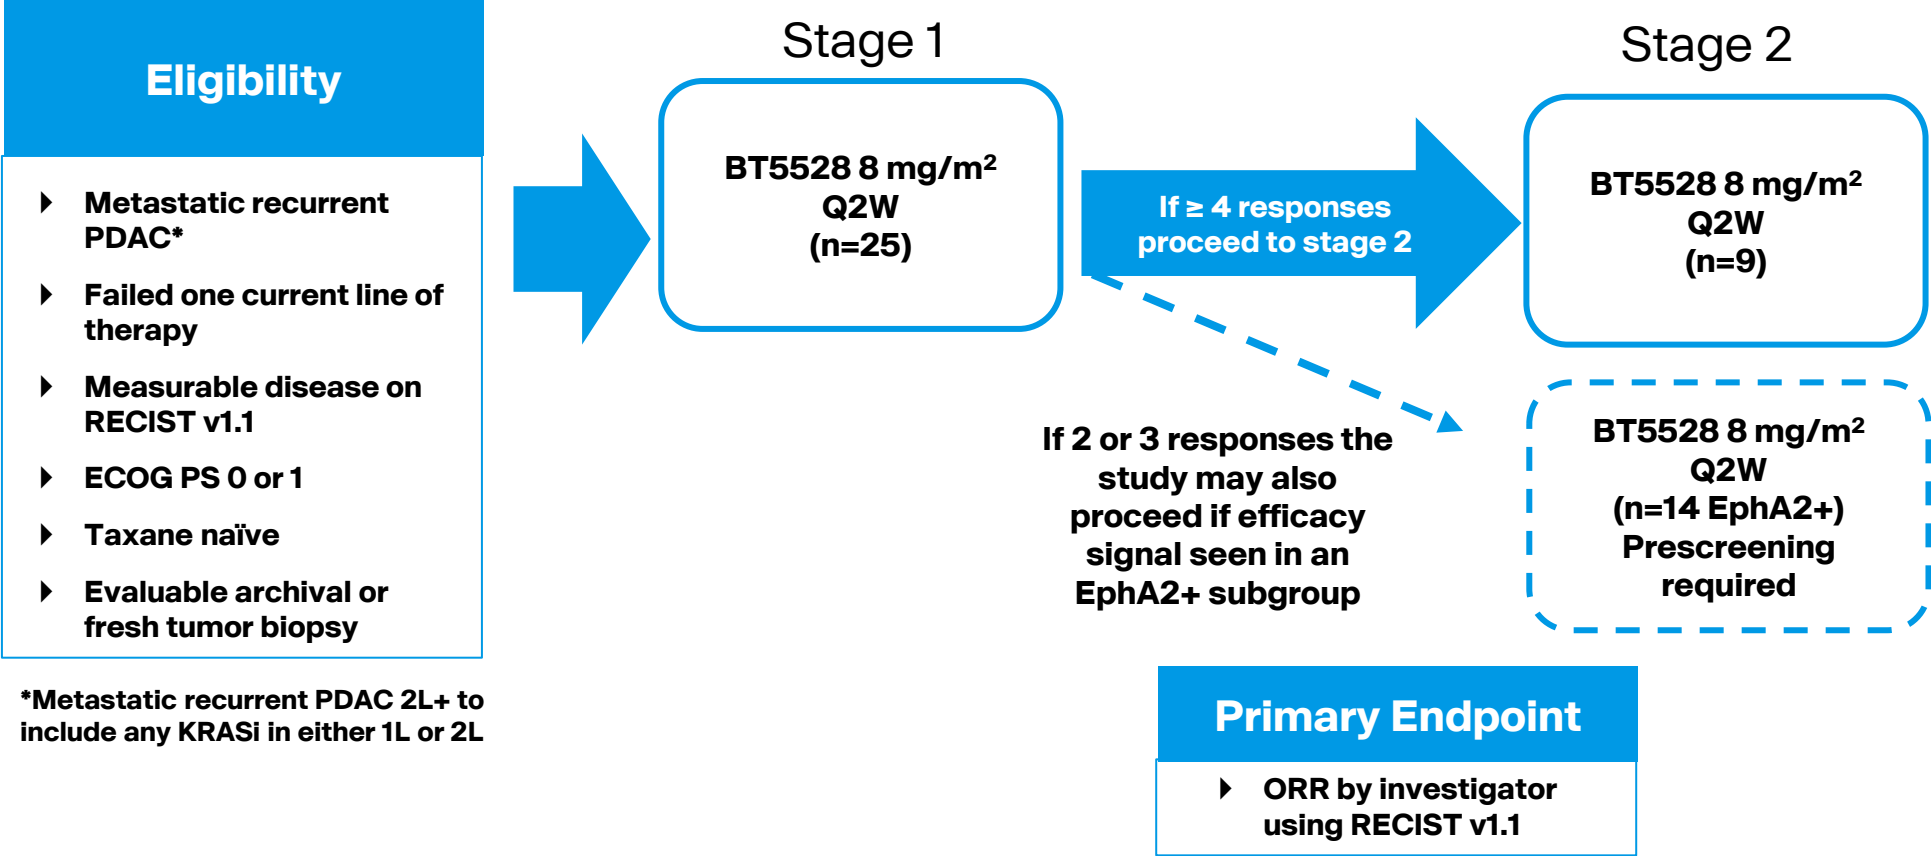 Eligibility
Metastatic recurrent
PDAC*
Failed one current line of
therapy
Measurable disease on
RECIST v1.1
ECOG PS 0 or 1
Taxane naïve
Evaluable archival or
fresh tumor biopsy
*Metastatic recurrent PDAC 2L+ to
include any KRASi in either 1L or 2L
Stage 1
BT5528 8 mg/m²
Q2W
(n=25)
If ≥ 4 responses
proceed to stage 2
If 2 or 3 responses the
study may also
proceed if efficacy
signal seen in an
EphA2+ subgroup
Stage 2
BT5528 8 mg/m²
Q2W
(n=9)
BT5528 8 mg/m²
Q2W
(n=14 EphA2+)
Prescreening
required
Primary Endpoint
ORR by investigator
using RECIST v1.1